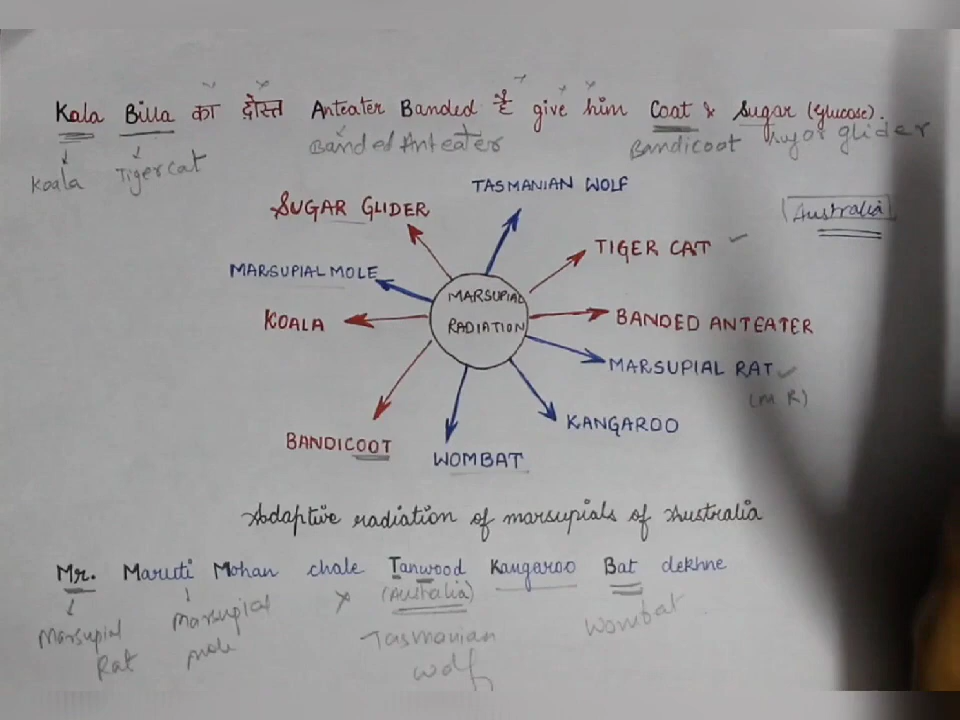 Kala Billa का दोस्त Anteater Banded है give him Coat & Sugar (Glucose).
Koala Tigercat Banded Anteater Bandicoot glider
TASMANIAN WOLF
SUGAR GLIDER
Australia
TIGER CAT
MARSUPIAL MOLE
MARSUPIAL RADIATION
KOALA
BANDED ANTEATER
MARSUPIAL RAT
(M R)
KANGAROO
BANDICOOT
WOMBAT
Adaptive radiation of marsupials of Australia
Mr. Maruti Mohan chale Tanwood Kangaroo Bat dekhne
(Australia)
Marsupial Rat
Marsupial mole
Tasmanian wolf
Wombat